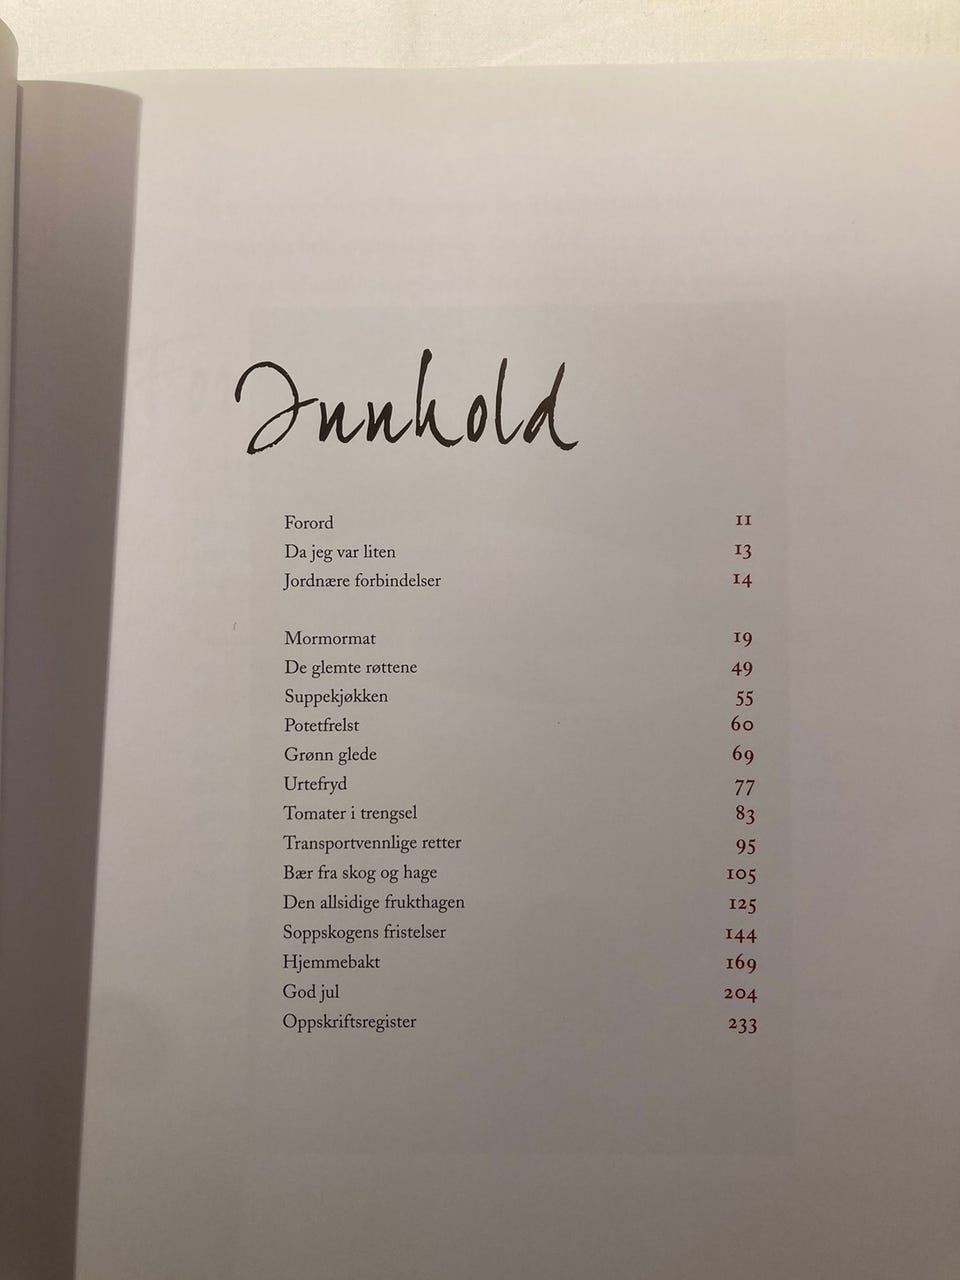 Innhold
Forord 11
Da jeg var liten 13
Jordnære forbindelser 14
Mormormat 19
De glemte røttene 49
Suppekjøkken 55
Potetfrelst 60
Grønn glede 69
Urtefryd 77
Tomater i trengsel 83
Transportvennlige retter 95
Bær fra skog og hage 105
Den allsidige frukthagen 125
Soppskogens fristelser 144
Hjemmebakt 169
God jul 204
Oppskriftsregister 233